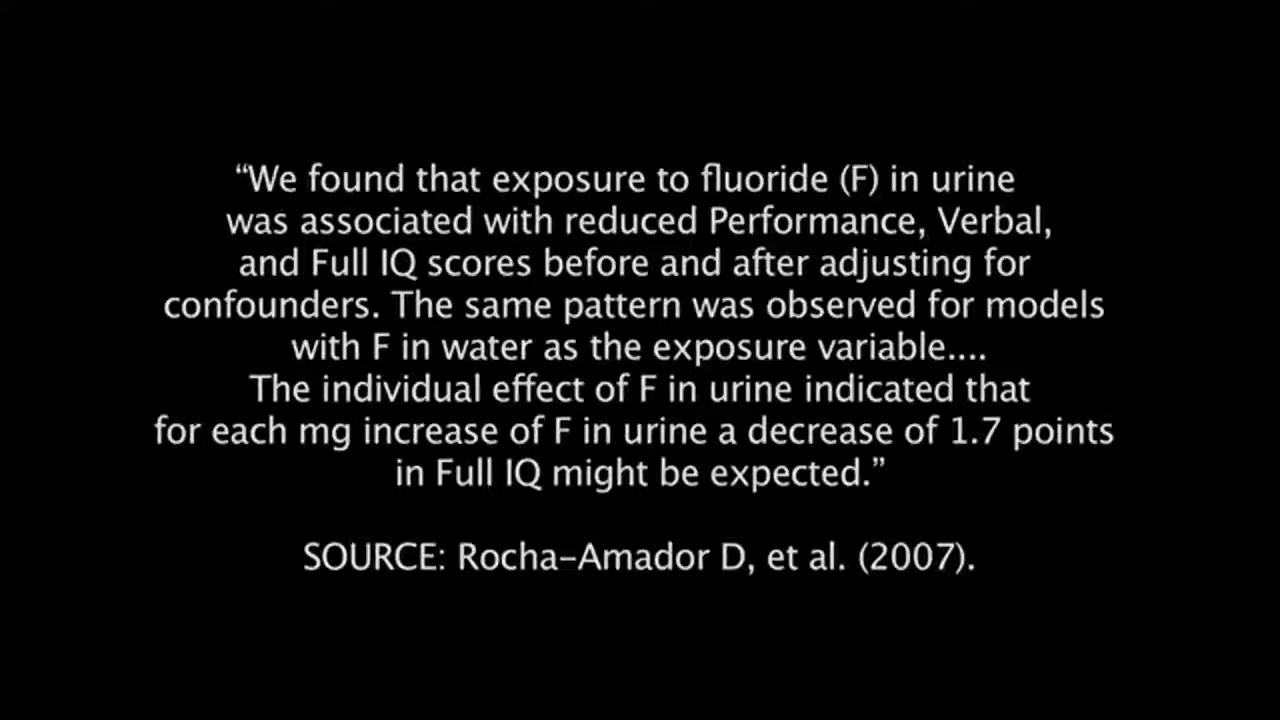 “We found that exposure to fluoride (F) in urine
was associated with reduced Performance, Verbal,
and Full IQ scores before and after adjusting for
confounders. The same pattern was observed for models
with F in water as the exposure variable....
The individual effect of F in urine indicated that
for each mg increase of F in urine a decrease of 1.7 points
in Full IQ might be expected.”
SOURCE: Rocha–Amador D, et al. (2007).